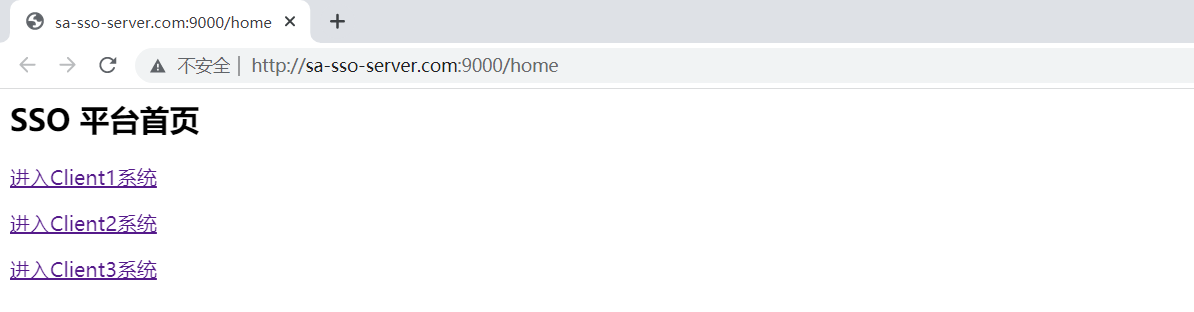 sa-sso-server.com:9000/home
不安全 | http://sa-sso-server.com:9000/home
SSO 平台首页
进入Client1系统
进入Client2系统
进入Client3系统